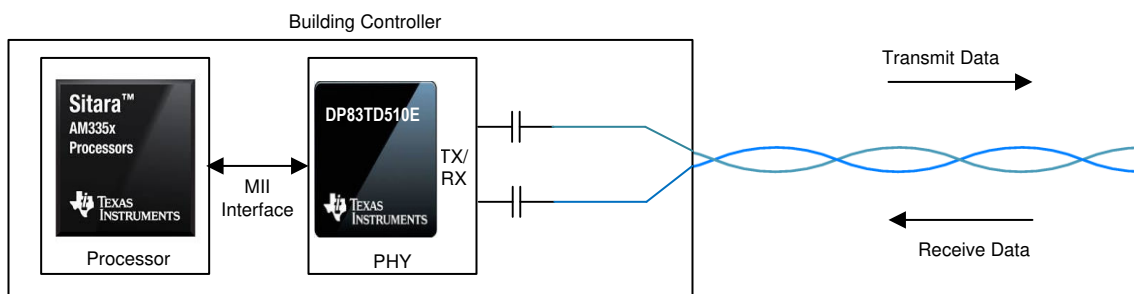 Building Controller
Sitara™
AM335x
Processors
TEXAS
INSTRUMENTS
Processor
MII
Interface
DP83TD510E
TX/
RX
TEXAS
INSTRUMENTS
PHY
Transmit Data
Receive Data